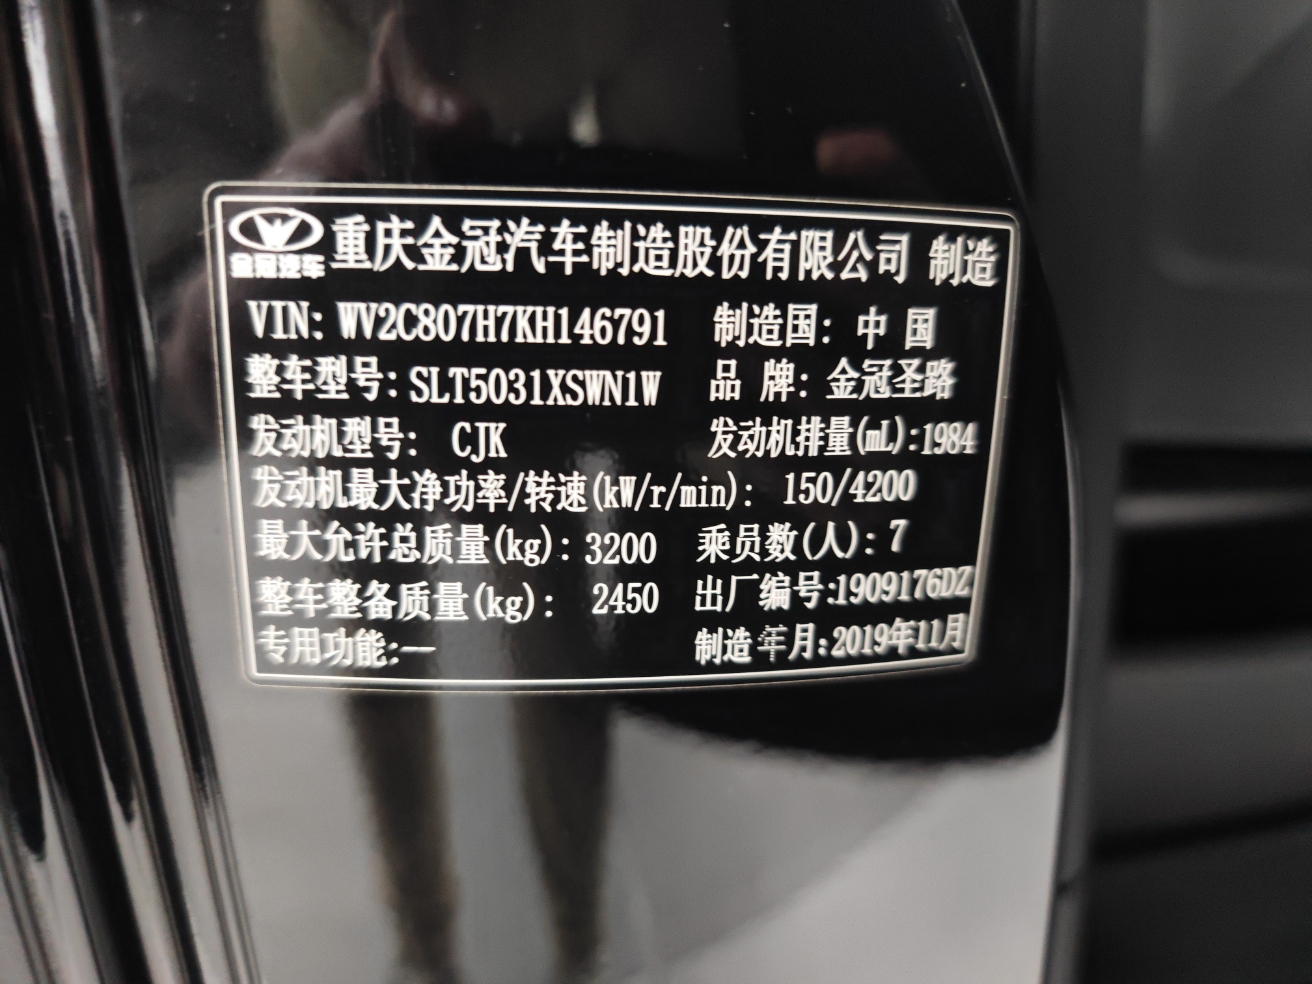 金冠汽车 重庆金冠汽车制造股份有限公司 制造
VIN: WV2C807H7KH146791 制造国: 中 国
整车型号: SLT5031XSWN1W 品 牌: 金冠圣路
发动机型号: CJK 发动机排量(mL):1984
发动机最大净功率/转速(kW/r/min): 150/4200
最大允许总质量(kg): 3200 乘员数(人): 7
整车整备质量(kg): 2450 出厂编号:1909176DZ
专用功能:— 制造年月:2019年11月